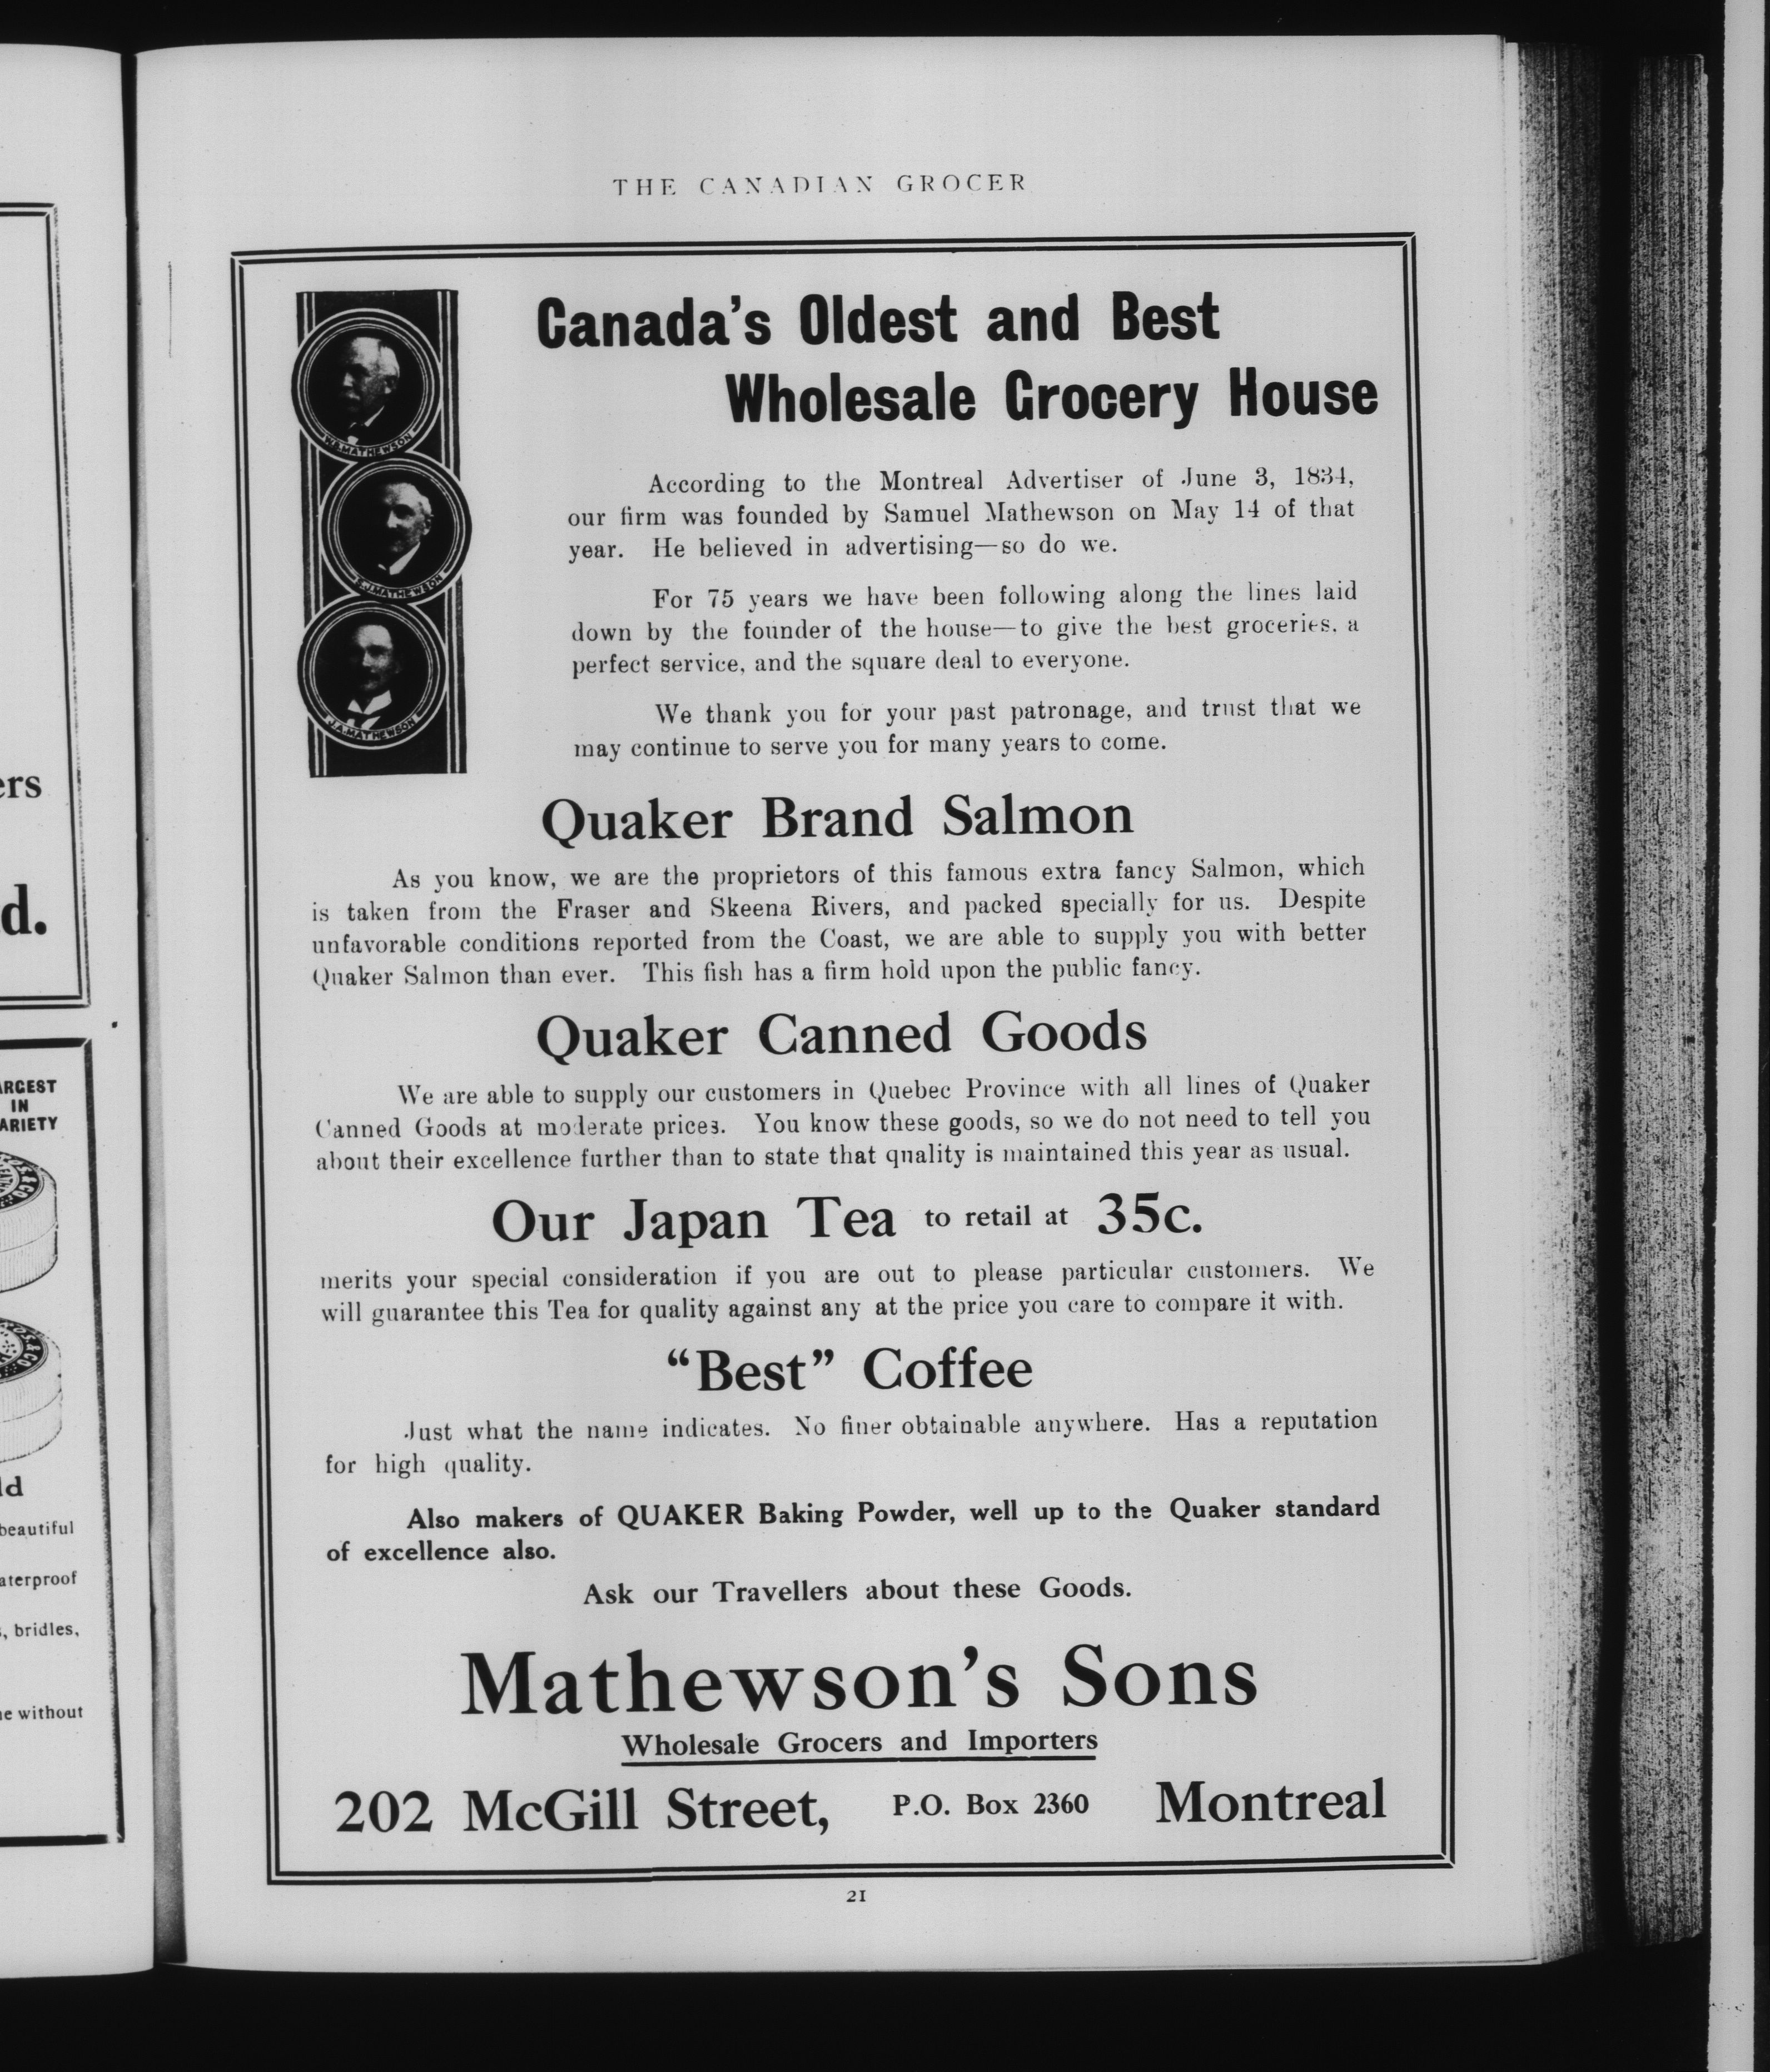 THE CANADIAN GROCER
Canada's Oldest and Best
Wholesale Grocery House
W.B. MATHEWSON
S.J. MATHEWSON
J.A. MATHEWSON
According to the Montreal Advertiser of June 3, 1834,
our firm was founded by Samuel Mathewson on May 14 of that
year. He believed in advertising—so do we.
For 75 years we have been following along the lines laid
down by the founder of the house—to give the best groceries, a
perfect service, and the square deal to everyone.
We thank you for your past patronage, and trust that we
may continue to serve you for many years to come.
Quaker Brand Salmon
As you know, we are the proprietors of this famous extra fancy Salmon, which
is taken from the Fraser and Skeena Rivers, and packed specially for us. Despite
unfavorable conditions reported from the Coast, we are able to supply you with better
Quaker Salmon than ever. This fish has a firm hold upon the public fancy.
Quaker Canned Goods
We are able to supply our customers in Quebec Province with all lines of Quaker
Canned Goods at moderate prices. You know these goods, so we do not need to tell you
about their excellence further than to state that quality is maintained this year as usual.
Our Japan Tea to retail at 35c.
merits your special consideration if you are out to please particular customers. We
will guarantee this Tea for quality against any at the price you care to compare it with.
"Best" Coffee
Just what the name indicates. No finer obtainable anywhere. Has a reputation
for high quality.
Also makers of QUAKER Baking Powder, well up to the Quaker standard
of excellence also.
Ask our Travellers about these Goods.
Mathewson's Sons
Wholesale Grocers and Importers
202 McGill Street, P.O. Box 2360 Montreal
21
ers
d.
ARGEST
IN
ARIETY
ld
beautiful
aterproof
, bridles,
ne without